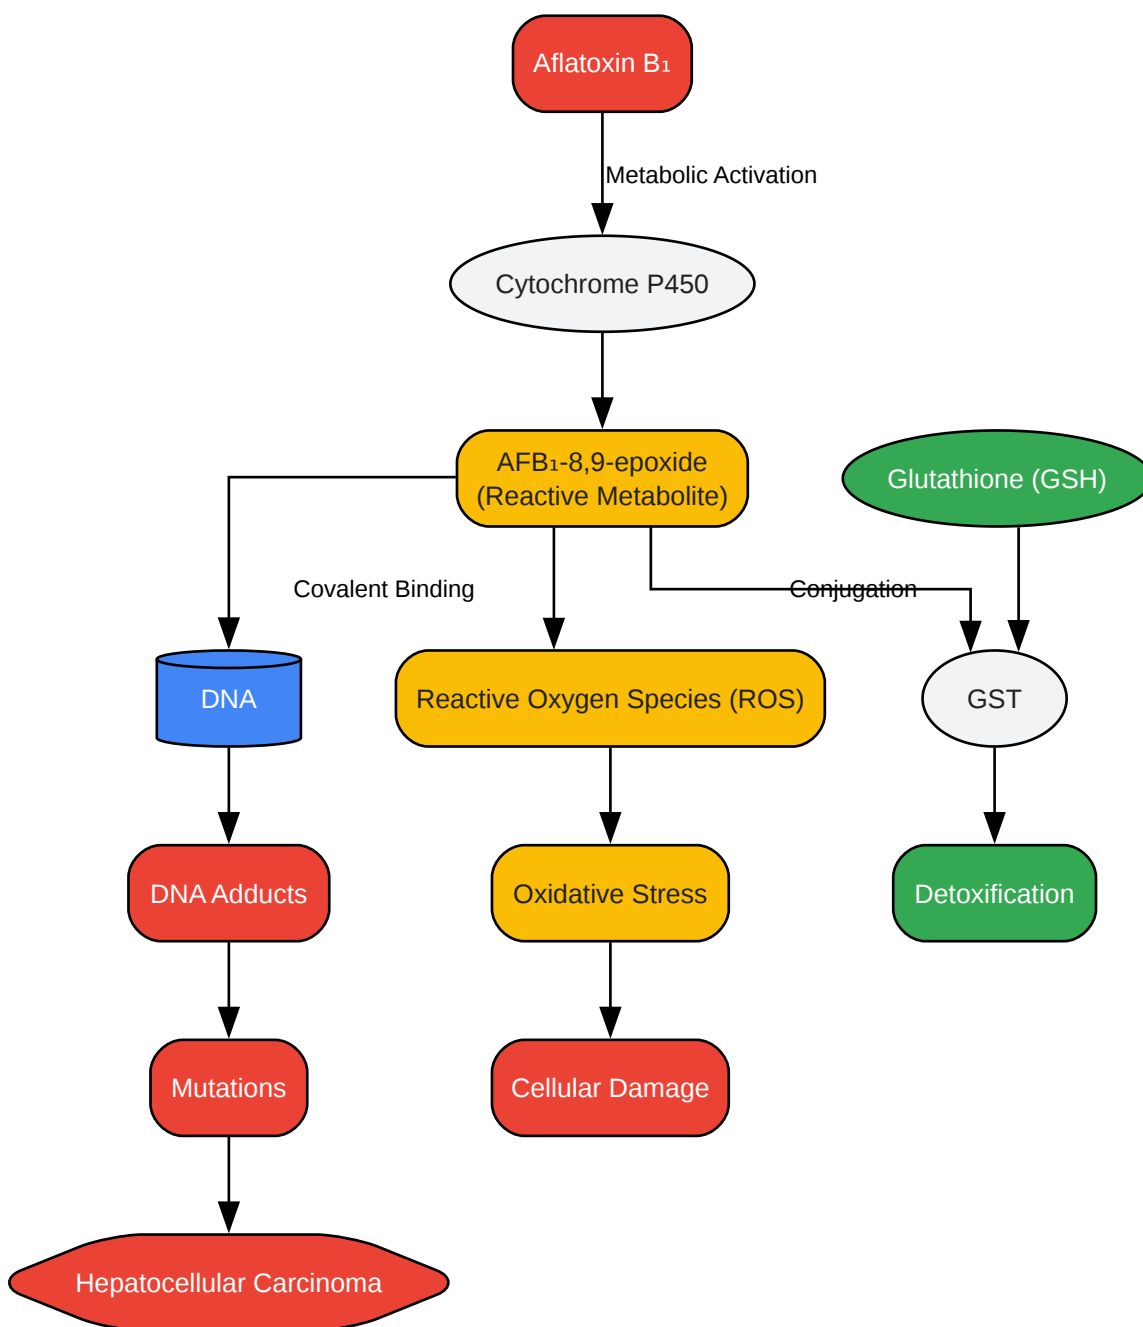 Aflatoxin B₁
Metabolic Activation
Cytochrome P450
AFB₁-8,9-epoxide
(Reactive Metabolite)
Glutathione (GSH)
Covalent Binding
Conjugation
DNA
Reactive Oxygen Species (ROS)
GST
DNA Adducts
Oxidative Stress
Detoxification
Mutations
Cellular Damage
Hepatocellular Carcinoma